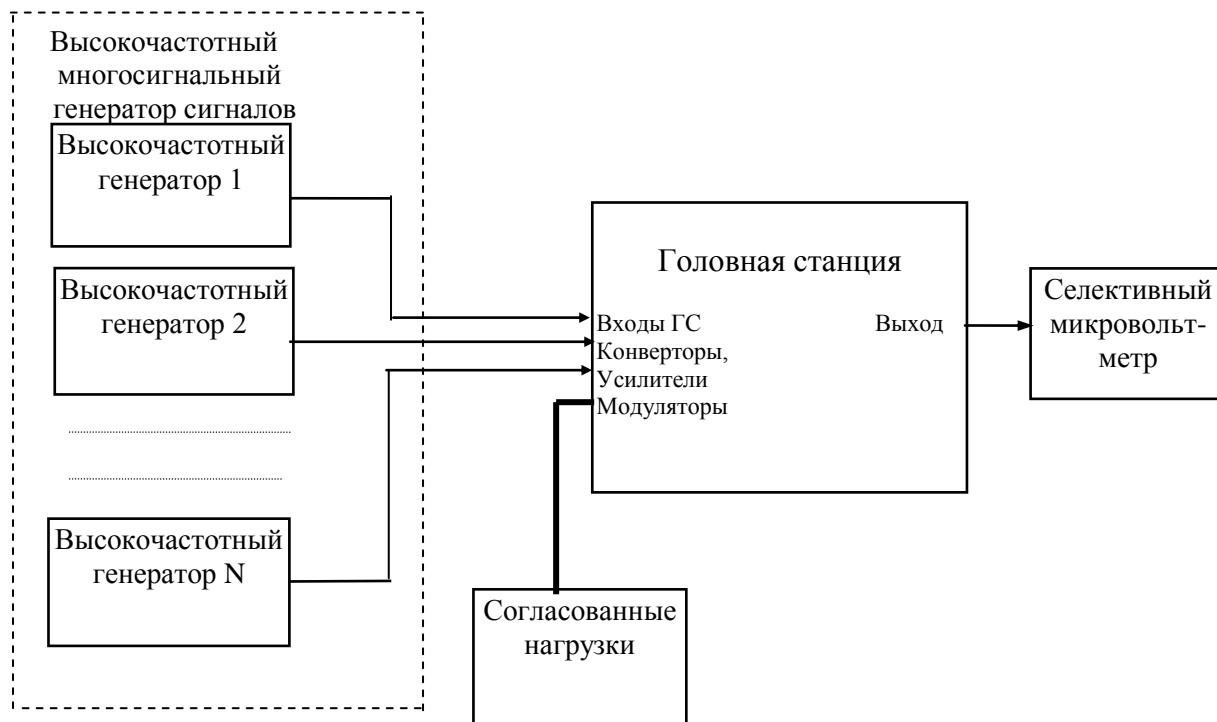 Высокочастотный
многосигнальный
генератор сигналов
Высокочастотный
генератор 1
Высокочастотный
генератор 2
Высокочастотный
генератор N
Головная станция
Входы ГС
Конверторы,
Усилители
Модуляторы
Выход
Селективный
микровольт-
метр
Согласованные
нагрузки